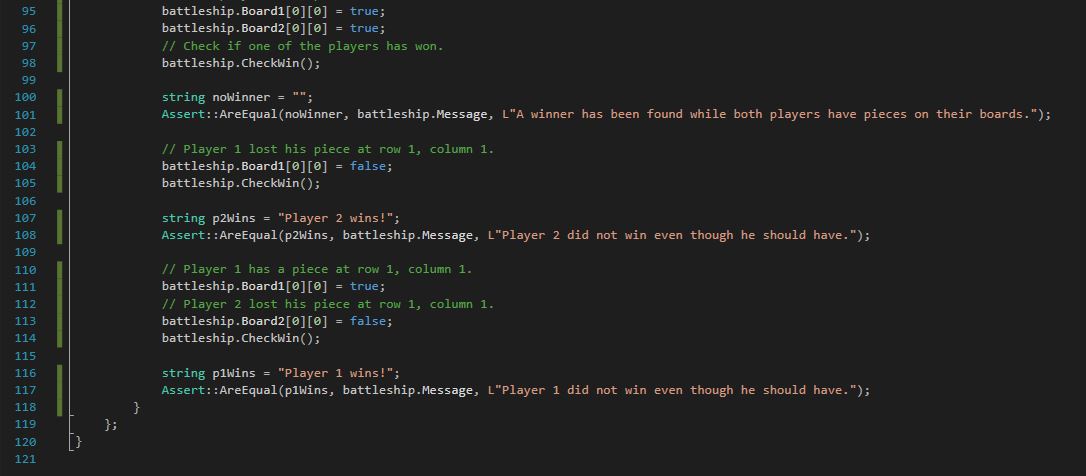 95 battleship.Board1[0][0] = true;
96 battleship.Board2[0][0] = true;
97 // Check if one of the players has won.
98 battleship.CheckWin();
99
100 string noWinner = "";
101 Assert::AreEqual(noWinner, battleship.Message, L"A winner has been found while both players have pieces on their boards.");
102
103 // Player 1 lost his piece at row 1, column 1.
104 battleship.Board1[0][0] = false;
105 battleship.CheckWin();
106
107 string p2Wins = "Player 2 wins!";
108 Assert::AreEqual(p2Wins, battleship.Message, L"Player 2 did not win even though he should have.");
109
110 // Player 1 has a piece at row 1, column 1.
111 battleship.Board1[0][0] = true;
112 // Player 2 lost his piece at row 1, column 1.
113 battleship.Board2[0][0] = false;
114 battleship.CheckWin();
115
116 string p1Wins = "Player 1 wins!";
117 Assert::AreEqual(p1Wins, battleship.Message, L"Player 1 did not win even though he should have.");
118 }
119 };
120 }
121